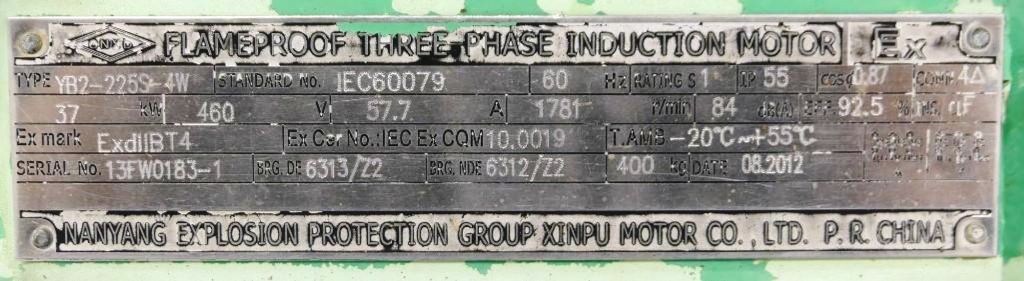 FLAMEPROOF THREE-PHASE INDUCTION MOTOR Ex
TYPE YB2-225S-4W STANDARD No. IEC60079 60 Hz RATING S1 IP 55 COSφ 0.87 CONN. 4Δ
37 kW 460 V 57.7 A 1781 r/min 84 dB(A) EFF 92.5 % INS. F
Ex mark ExdIIBT4 Ex Cer No.:IEC Ex CQM 10.0019 T.AMB -20℃~+55℃
SERIAL No. 13FW0183-1 BRG. DE 6313/Z2 BRG. NDE 6312/Z2 400 kg DATE 08.2012
NANYANG EXPLOSION PROTECTION GROUP XINPU MOTOR CO., LTD. P. R. CHINA